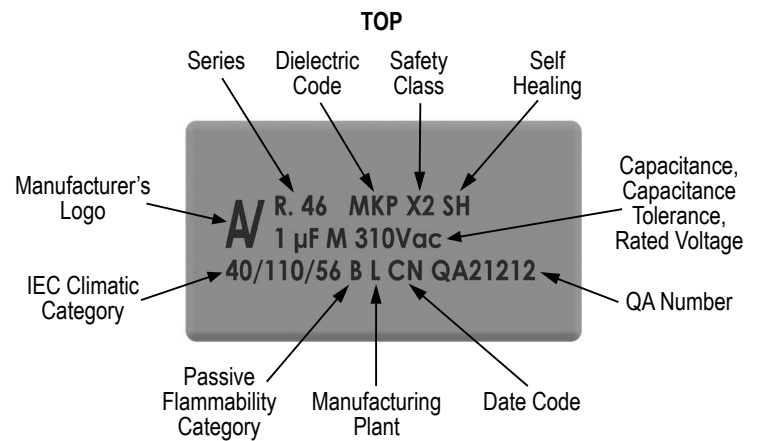 TOP
Series
Dielectric
Code
Safety
Class
Self
Healing
Manufacturer's
Logo
R. 46 MKP X2 SH
1 µF M 310Vac
40/110/56 B L CN QA21212
Capacitance,
Capacitance
Tolerance,
Rated Voltage
IEC Climatic
Category
QA Number
Passive
Flammability
Category
Manufacturing
Plant
Date Code